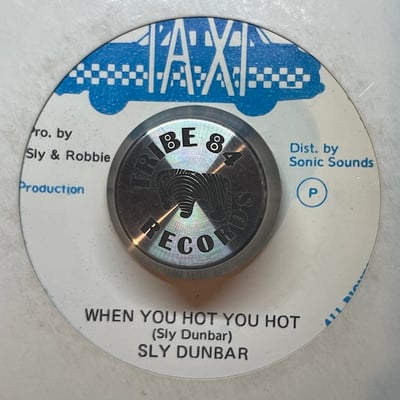 TAXI
Pro. by
Sly & Robbie
Production
Dist. by
Sonic Sounds
P
TRIBE 84
RECORDS
WHEN YOU HOT YOU HOT
(Sly Dunbar)
SLY DUNBAR
ALL